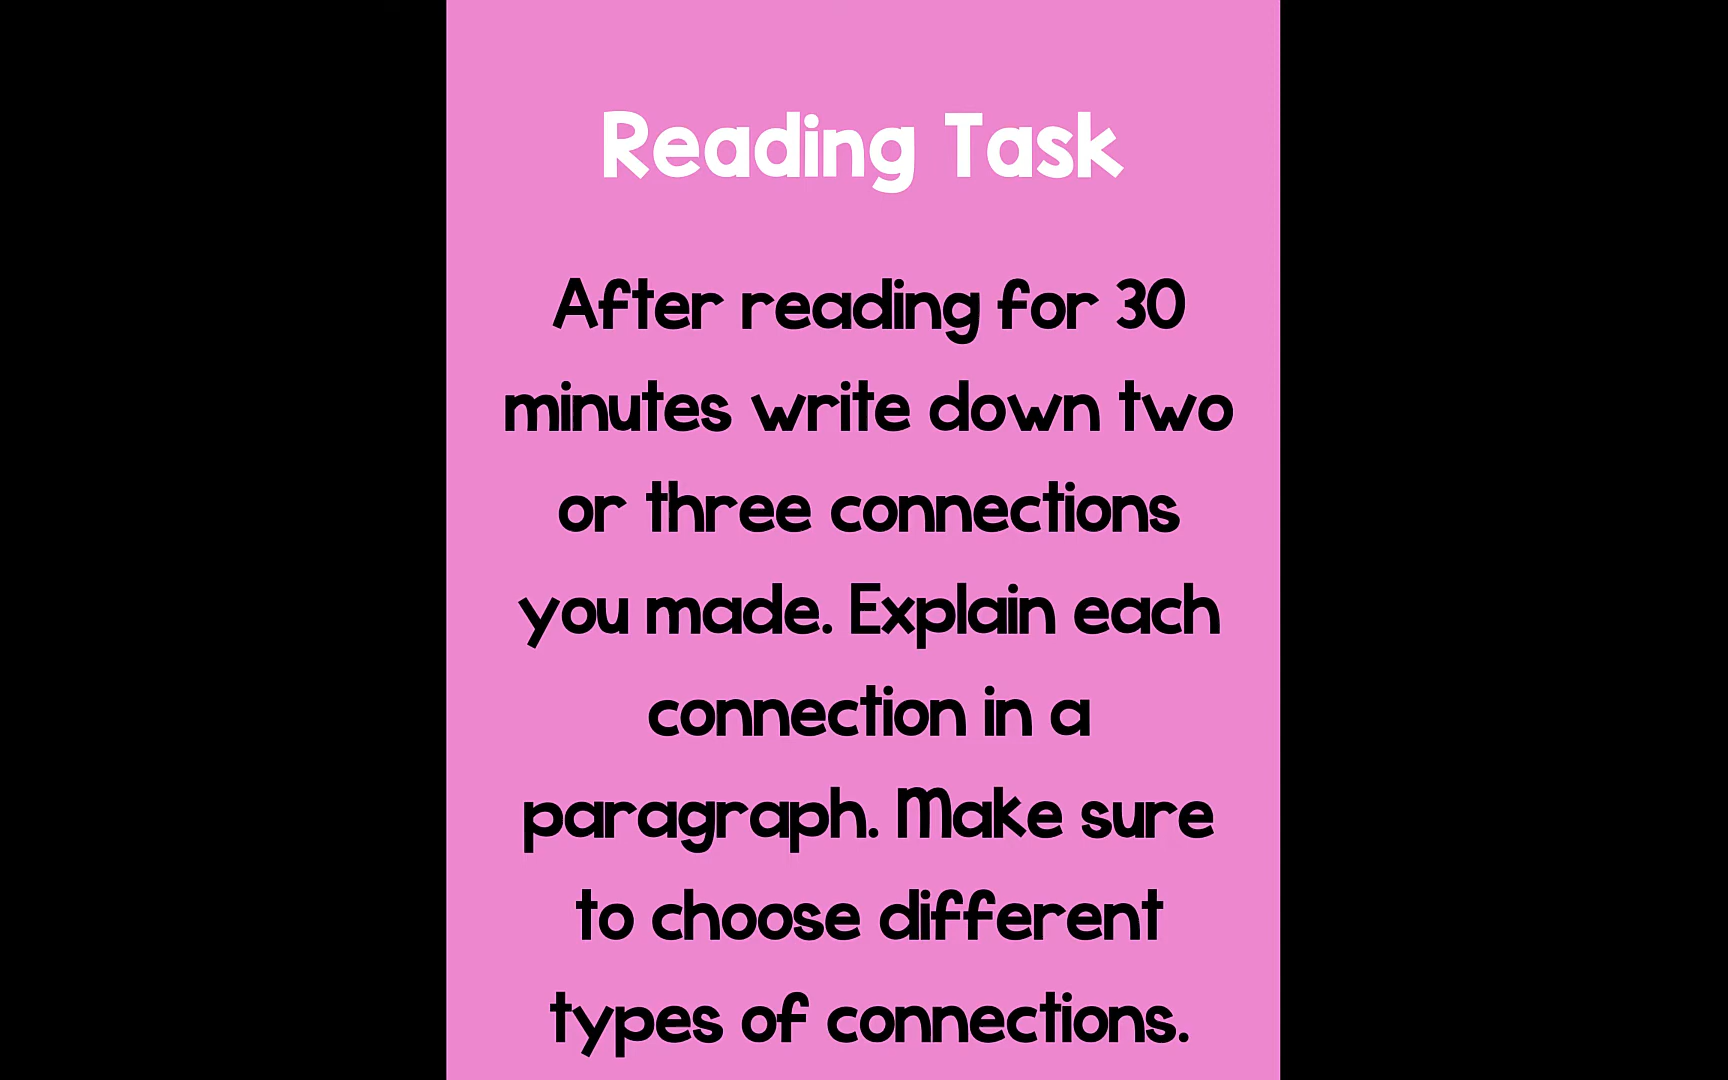 Reading Task
After reading for 30
minutes write down two
or three connections
you made. Explain each
connection in a
paragraph. Make sure
to choose different
types of connections.